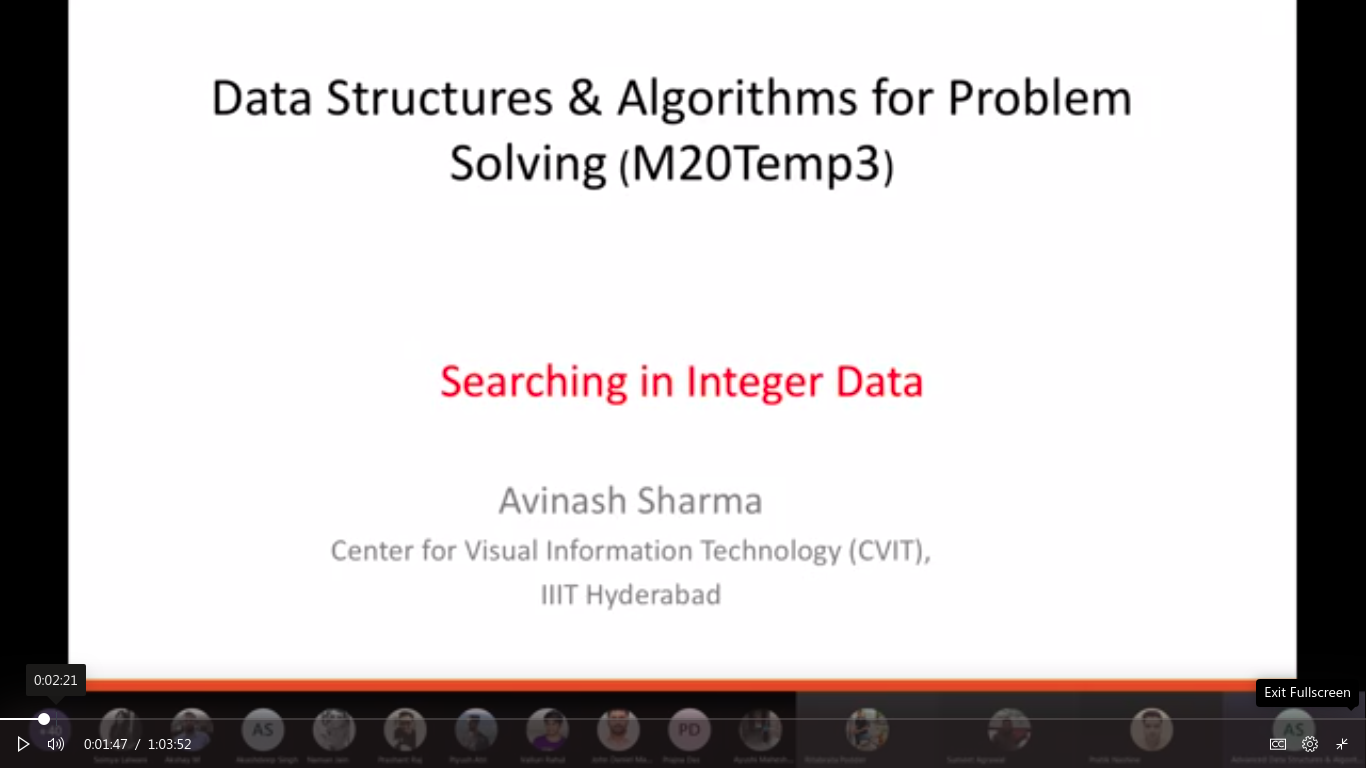 Data Structures & Algorithms for Problem
Solving (M20Temp3)
Searching in Integer Data
Avinash Sharma
Center for Visual Information Technology (CVIT),
IIIT Hyderabad
0:02:21
Exit Fullscreen
AS
PD
AS
0:01:47 / 1:03:52
CC